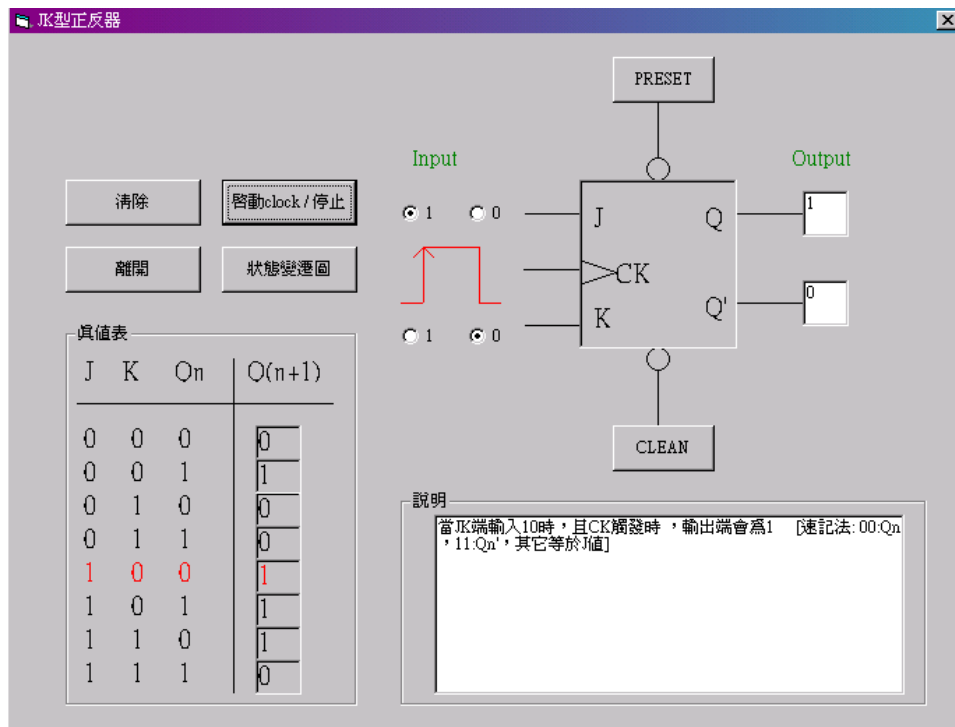 JK型正反器
PRESET
Input
Output
清除
啓動clock / 停止
1 0
J
Q
1
離開
狀態變遷圖
CK
Q'
0
1 0
K
CLEAN
眞値表
J K Qn Q(n+1)
0 0 0 0
0 0 1 1
0 1 0 0
0 1 1 0
1 0 0 1
1 0 1 1
1 1 0 1
1 1 1 0
說明
當JK端輸入10時，且CK觸發時 ，輸出端會爲1 [速記法: 00:Qn
，11:Qn'，其它等於J値]